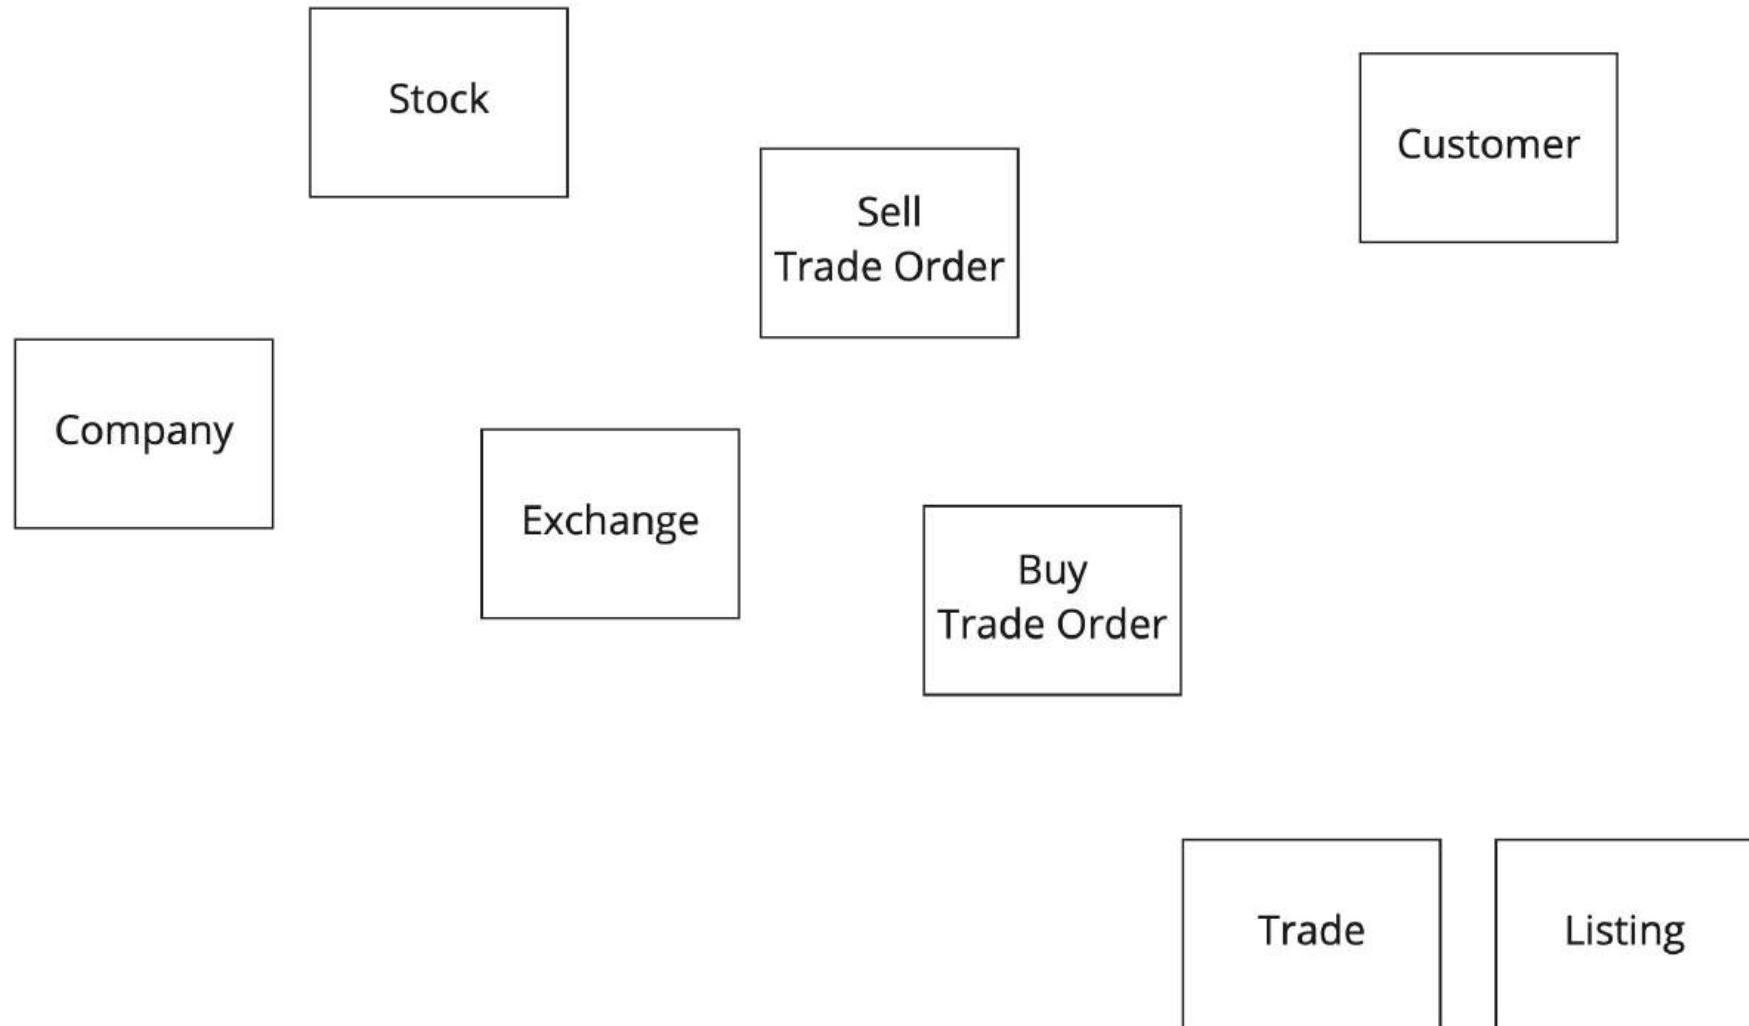 Stock
Customer
Sell
Trade Order
Company
Exchange
Buy
Trade Order
Trade
Listing